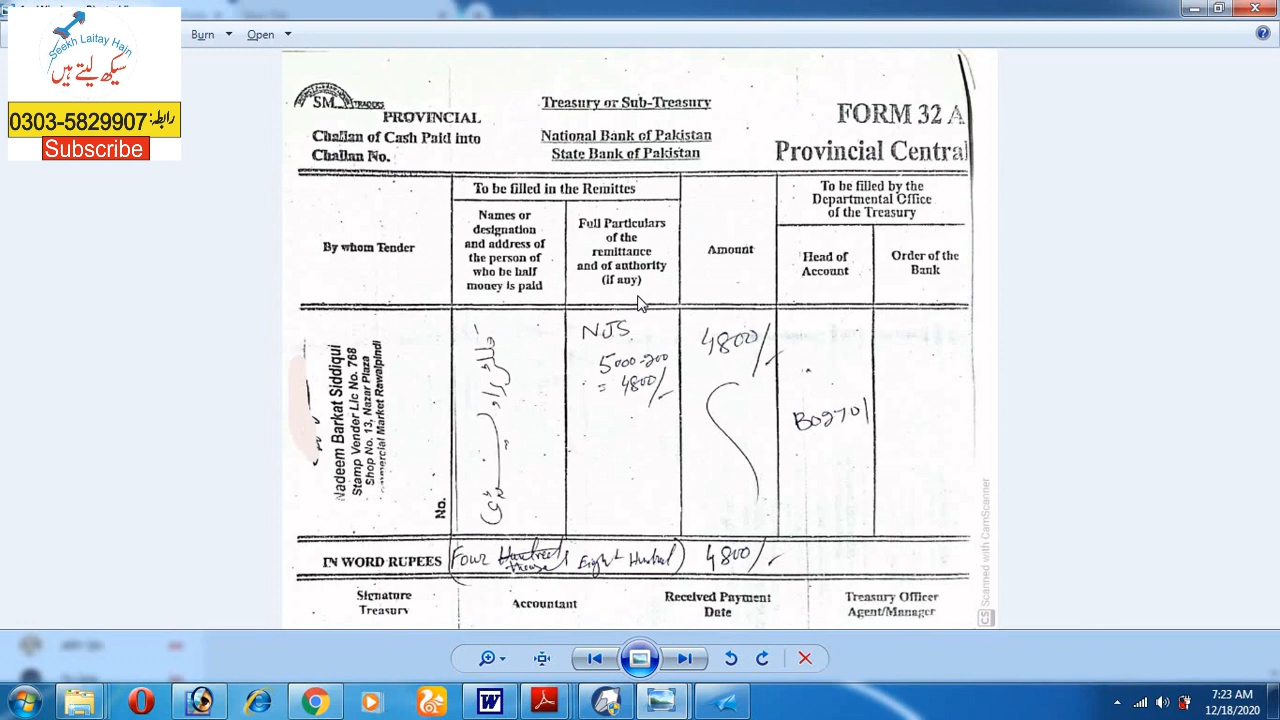 Burn
Open
Seekh Laitay Hain
سیکھ لیتے ہیں
رابطہ: 0303-5829907
Subscribe
SM TRADERS
PROVINCIAL
Challan of Cash Paid into
Challan No.
Treasury or Sub-Treasury
National Bank of Pakistan
State Bank of Pakistan
FORM 32 A
Provincial Central
By whom Tender
To be filled in the Remittes
Names or
designation
and address of
the person of
who be half
money is paid
Full Particulars
of the
remittance
and of authority
(if any)
Amount
To be filled by the
Departmental Office
of the Treasury
Head of
Account
Order of the
Bank
Nadeem Barkat Siddiqui
Stamp Vender Lic No. 768
Shop No. 13, Nazar Plaza
Commercial Market Rawalpindi
No.
NJS
5000-200
= 4800/-
4800/-
B02701
IN WORD RUPEES (Four Eight Hundred) 4800/-
Signature
Treasury
Accountant
Received Payment
Date
Treasury Officer
Agent/Manager
CS Scanned with CamScanner
7:23 AM
12/18/2020